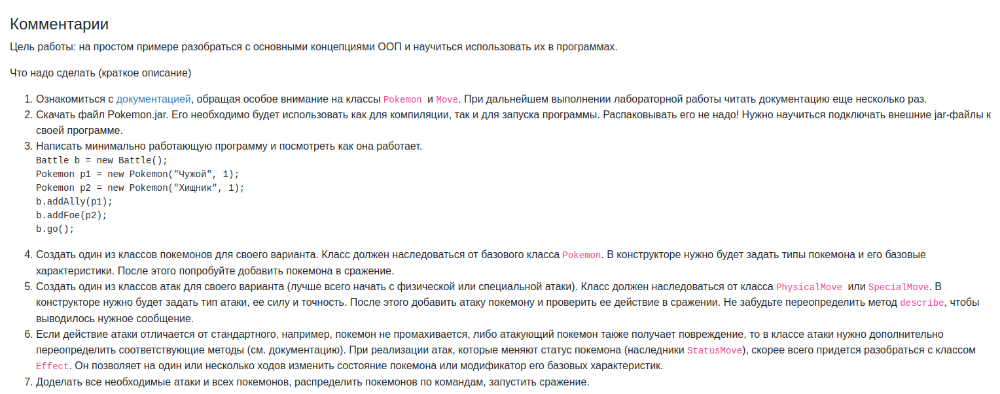 Комментарии
Цель работы: на простом примере разобраться с основными концепциями ООП и научиться использовать их в программах.
Что надо сделать (краткое описание)
1. Ознакомиться с документацией, обращая особое внимание на классы Pokemon и Move. При дальнейшем выполнении лабораторной работы читать документацию еще несколько раз.
2. Скачать файл Pokemon.jar. Его необходимо будет использовать как для компиляции, так и для запуска программы. Распаковывать его не надо! Нужно научиться подключать внешние jar-файлы к
своей программе.
3. Написать минимально работающую программу и посмотреть как она работает.
Battle b = new Battle();
Pokemon p1 = new Pokemon("Чужой", 1);
Pokemon p2 = new Pokemon("Хищник", 1);
b.addAlly(p1);
b.addFoe(p2);
b.go();
4. Создать один из классов покемонов для своего варианта. Класс должен наследоваться от базового класса Pokemon. В конструкторе нужно будет задать типы покемона и его базовые
характеристики. После этого попробуйте добавить покемона в сражение.
5. Создать один из классов атак для своего варианта (лучше всего начать с физической или специальной атаки). Класс должен наследоваться от класса PhysicalMove или SpecialMove. В
конструкторе нужно будет задать тип атаки, ее силу и точность. После этого добавить атаку покемону и проверить ее действие в сражении. Не забудьте переопределить метод describe, чтобы
выводилось нужное сообщение.
6. Если действие атаки отличается от стандартного, например, покемон не промахивается, либо атакующий покемон также получает повреждение, то в классе атаки нужно дополнительно
переопределить соответствующие методы (см. документацию). При реализации атак, которые меняют статус покемона (наследники StatusMove), скорее всего придется разобраться с классом
Effect. Он позволяет на один или несколько ходов изменить состояние покемона или модификатор его базовых характеристик.
7. Доделать все необходимые атаки и всех покемонов, распределить покемонов по командам, запустить сражение.